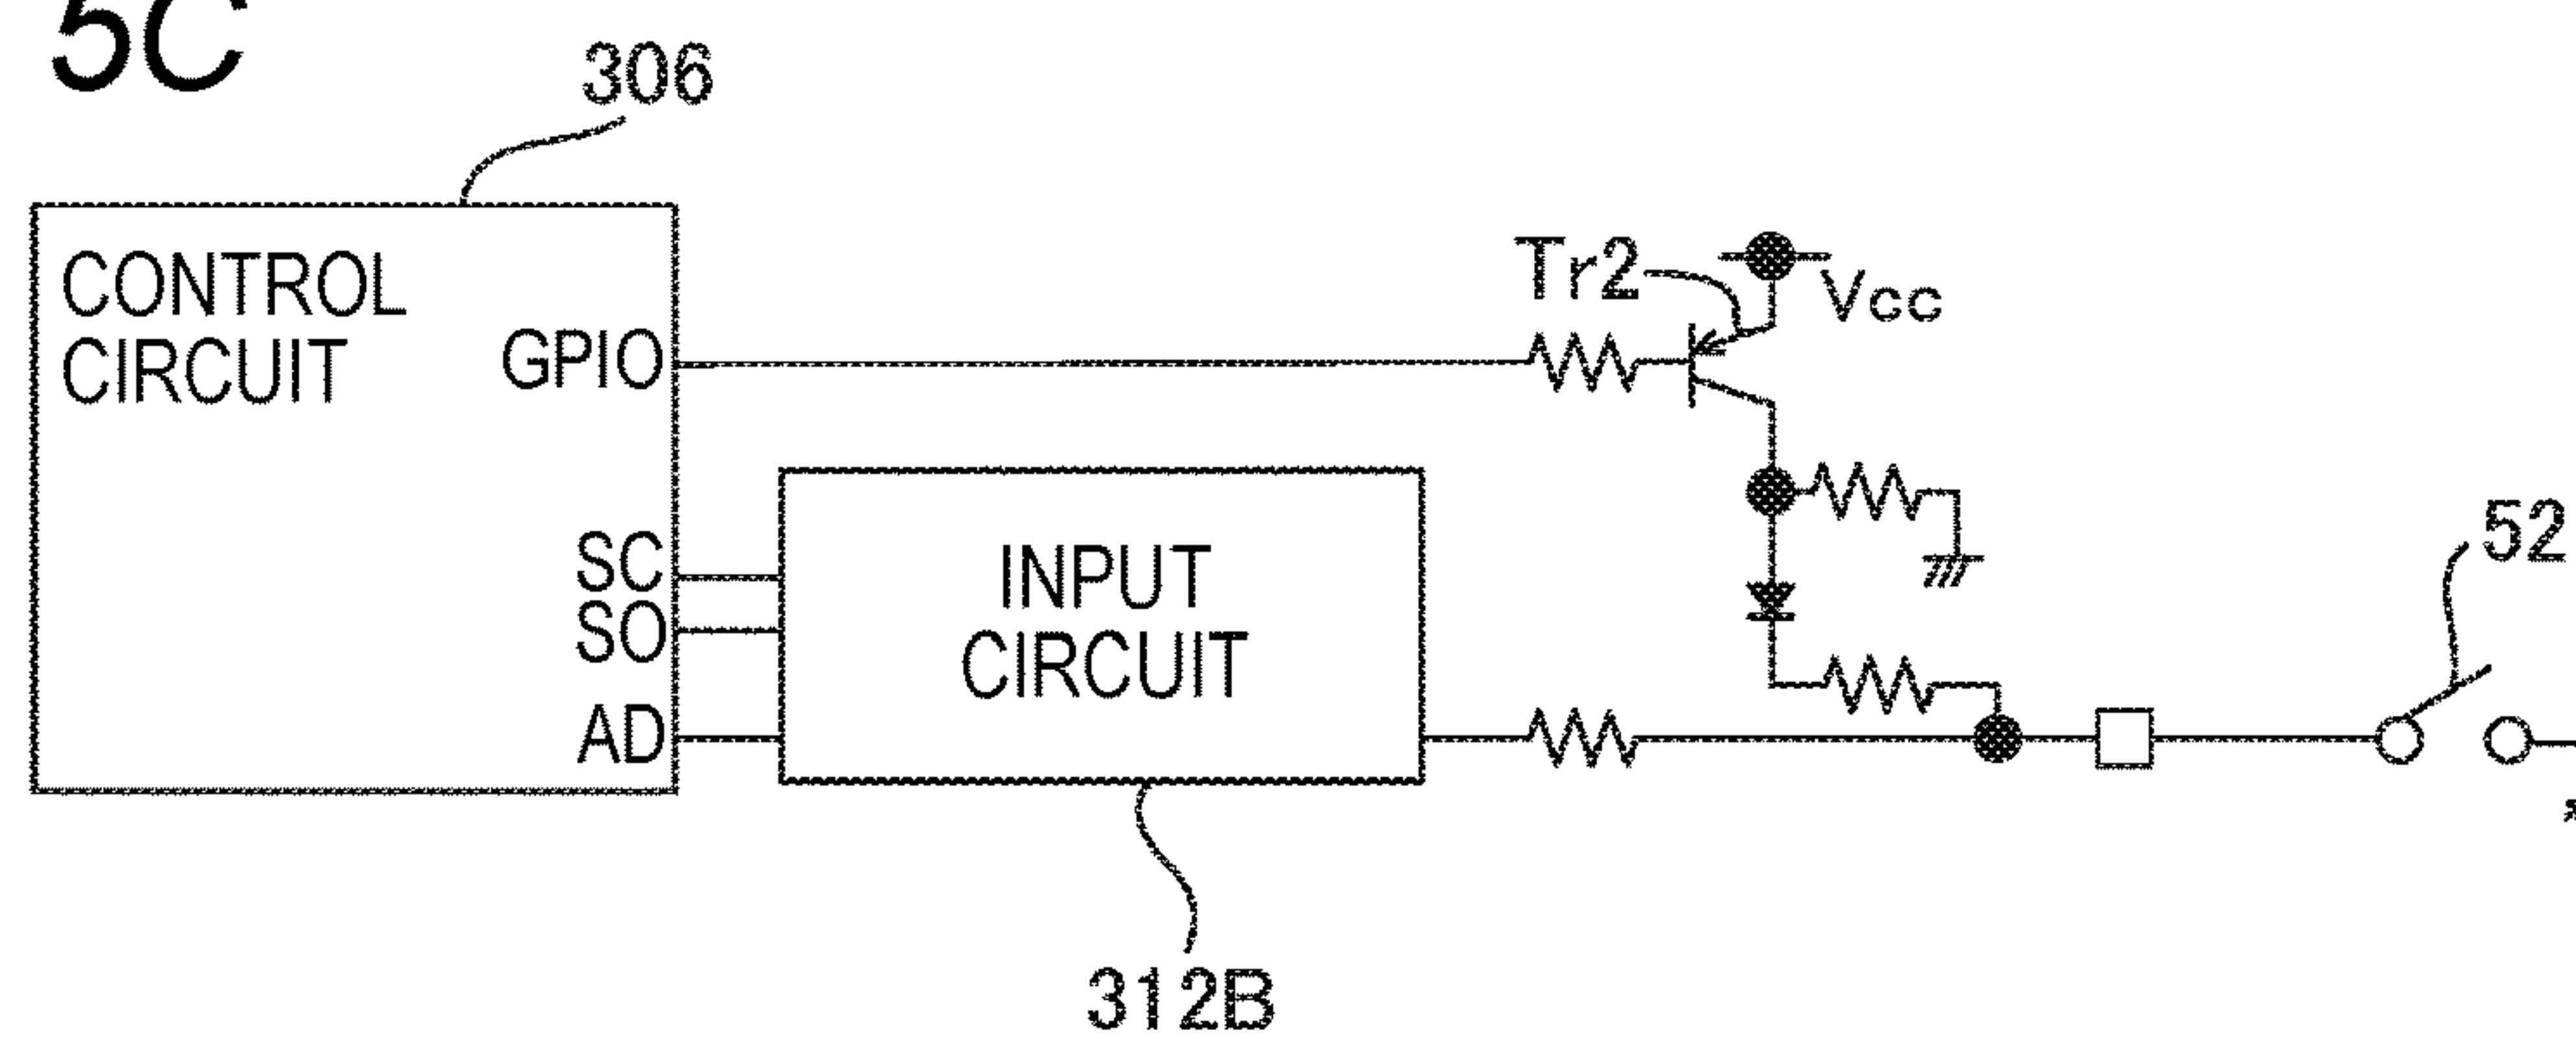 5C
306
CONTROL
CIRCUIT
GPIO
SC
SO
AD
INPUT
CIRCUIT
312B
Tr2
Vcc
52